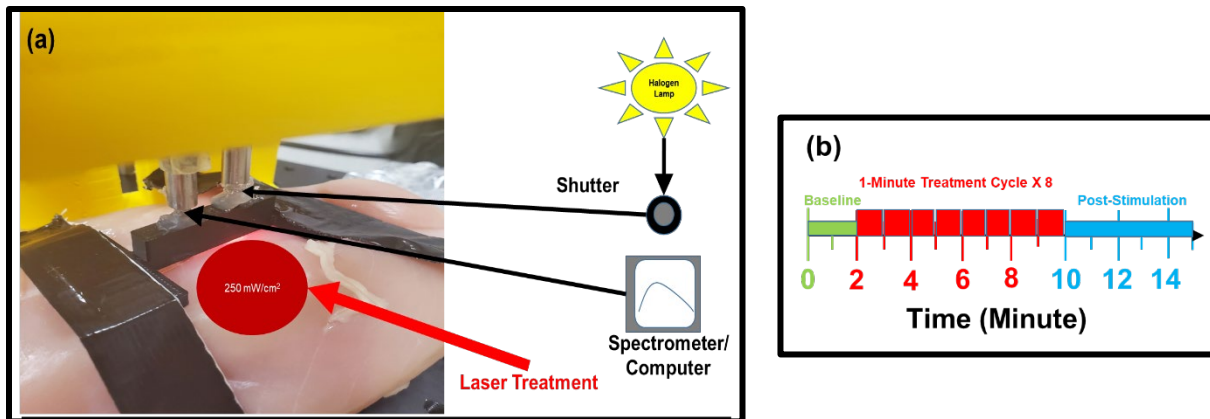 (a)
Halogen
Lamp
Shutter
250 mW/cm²
Spectrometer/
Computer
Laser Treatment
(b)
1-Minute Treatment Cycle X 8
Baseline
Post-Stimulation
0 2 4 6 8 10 12 14
Time (Minute)